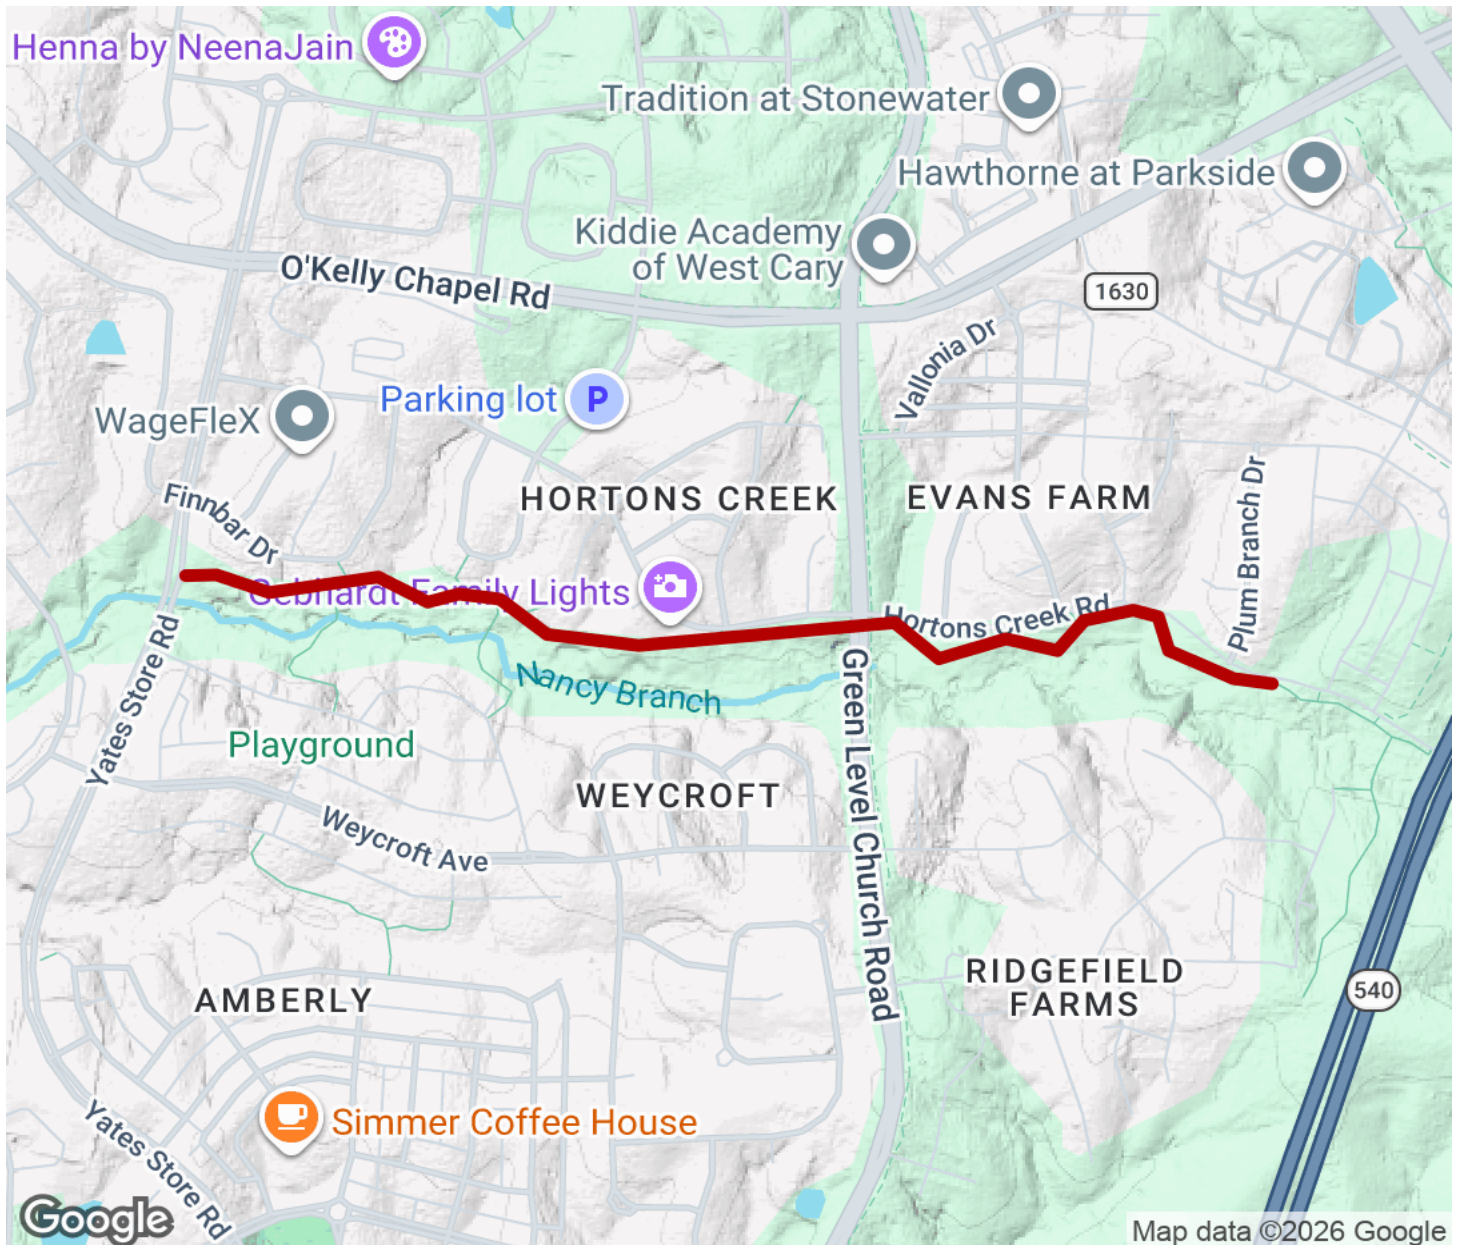 Henna by NeenaJain
Tradition at Stonewater
Hawthorne at Parkside
Kiddie Academy
of West Cary
O'Kelly Chapel Rd
1630
Vallonia Dr
Parking lot
P
WageFleX
Finnbar Dr
HORTONS CREEK
EVANS FARM
Plum Branch Dr
Gebhardt Family Lights
Hortons Creek Rd
Nancy Branch
Yates Store Rd
Green Level Church Road
Playground
WEYCROFT
Weycroft Ave
RIDGEFIELD
FARMS
540
AMBERLY
Simmer Coffee House
Yates Store Rd
Google
Map data ©2026 Google